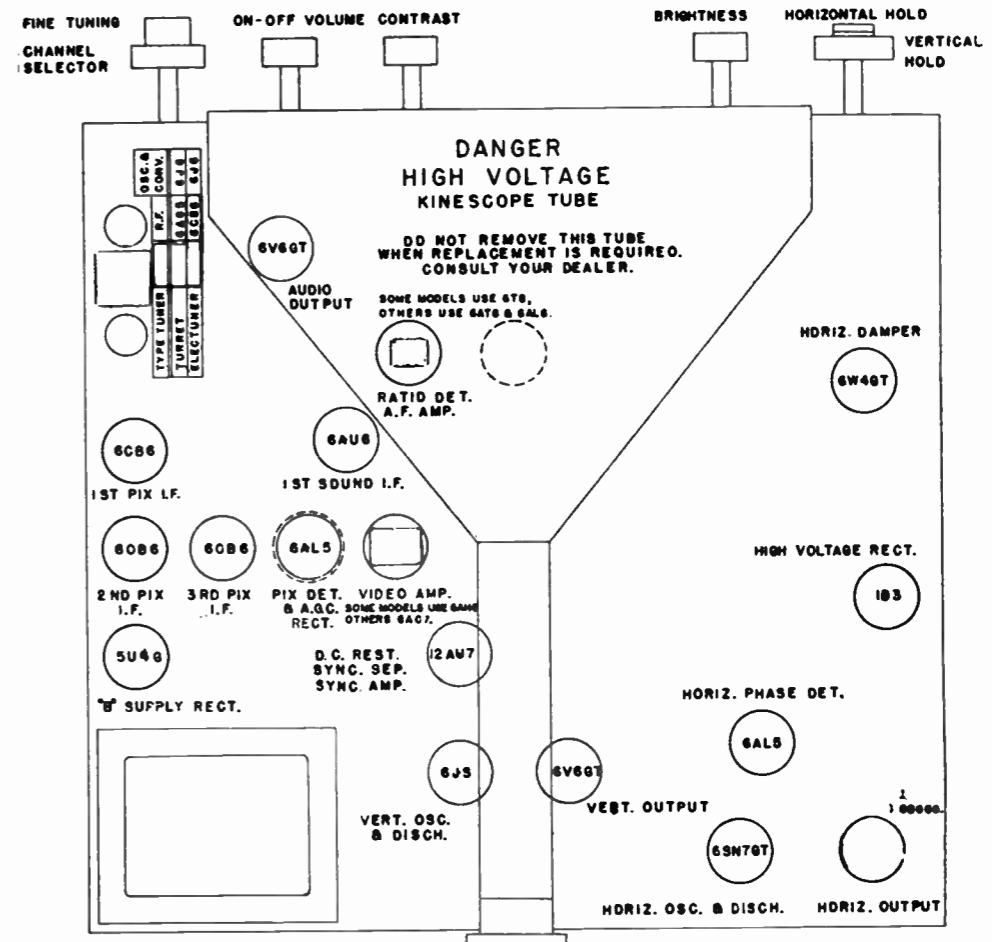 FINE TUNING
CHANNEL
SELECTOR
ON-OFF VOLUME CONTRAST
BRIGHTNESS
HORIZONTAL HOLD
VERTICAL
HOLD
DANGER
HIGH VOLTAGE
KINESCOPE TUBE
DO NOT REMOVE THIS TUBE
WHEN REPLACEMENT IS REQUIRED.
CONSULT YOUR DEALER.
OSC. &
CONV.
6J6
6J6
R.F.
6AG5
6CB6
TYPE TUNER
TURRET
ELECTUNER
6V6GT
AUDIO
OUTPUT
SOME MODELS USE 6T8,
OTHERS USE 6AT6 & 6AL5.
RATIO DET.
A.F. AMP.
HORIZ. DAMPER
6W4GT
6CB6
1ST PIX I.F.
6AU6
1ST SOUND I.F.
6CB6
2ND PIX
I.F.
6CB6
3RD PIX
I.F.
6AL5
PIX DET.
& A.G.C.
RECT.
VIDEO AMP.
SOME MODELS USE 6AH6
OTHERS 6AC7.
HIGH VOLTAGE RECT.
1B3
5U4G
"B" SUPPLY RECT.
D.C. REST.
SYNC. SEP.
SYNC. AMP.
12AU7
HORIZ. PHASE DET.
6AL5
6J5
VERT. OSC.
& DISCH.
6V6GT
VERT. OUTPUT
6SN7GT
HORIZ. OSC. & DISCH.
HORIZ. OUTPUT